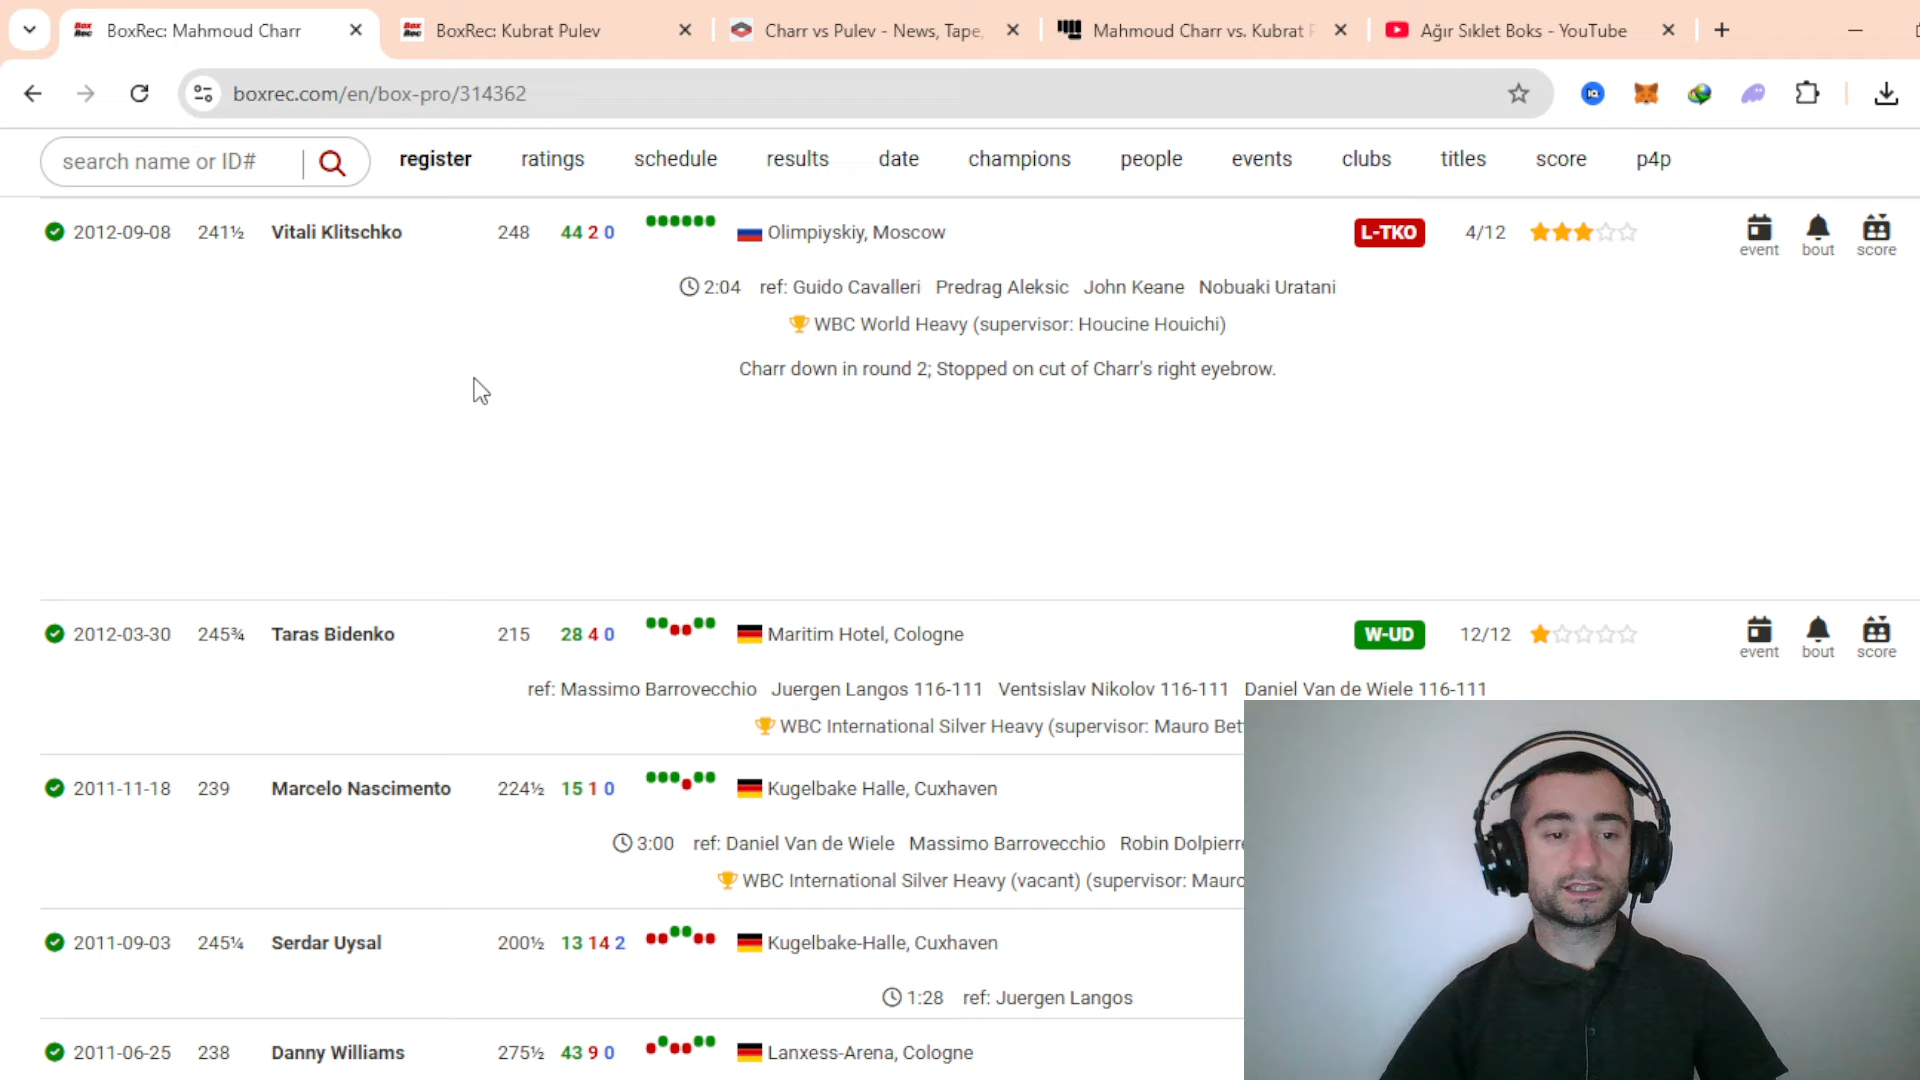 BoxRec: Mahmoud Charr
BoxRec: Kubrat Pulev
Charr vs Pulev - News, Tape,
Mahmoud Charr vs. Kubrat P
Ağır Sıklet Boks - YouTube
boxrec.com/en/box-pro/314362
search name or ID#
register ratings schedule results date champions people events clubs titles score p4p
2012-09-08 241½ Vitali Klitschko 248 44 2 0 Olimpiyskiy, Moscow L-TKO 4/12
event bout score
2:04 ref: Guido Cavalleri Predrag Aleksic John Keane Nobuaki Uratani
WBC World Heavy (supervisor: Houcine Houichi)
Charr down in round 2; Stopped on cut of Charr's right eyebrow.
2012-03-30 245¾ Taras Bidenko 215 28 4 0 Maritim Hotel, Cologne W-UD 12/12
event bout score
ref: Massimo Barrovecchio Juergen Langos 116-111 Ventsislav Nikolov 116-111 Daniel Van de Wiele 116-111
WBC International Silver Heavy (supervisor: Mauro Bet
2011-11-18 239 Marcelo Nascimento 224½ 15 1 0 Kugelbake Halle, Cuxhaven
3:00 ref: Daniel Van de Wiele Massimo Barrovecchio Robin Dolpierre
WBC International Silver Heavy (vacant) (supervisor: Mauro
2011-09-03 245¼ Serdar Uysal 200½ 13 14 2 Kugelbake-Halle, Cuxhaven
1:28 ref: Juergen Langos
2011-06-25 238 Danny Williams 275½ 43 9 0 Lanxess-Arena, Cologne